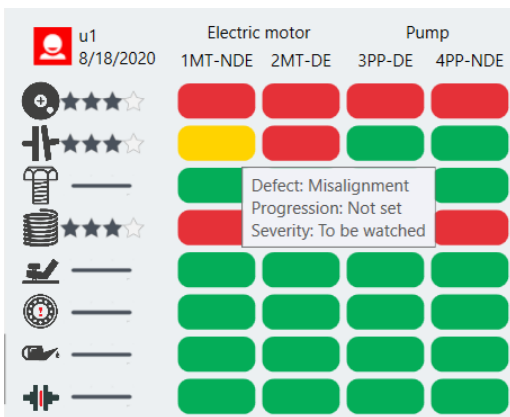 u1
8/18/2020
Electric motor
Pump
1MT-NDE 2MT-DE 3PP-DE 4PP-NDE
Defect: Misalignment
Progression: Not set
Severity: To be watched